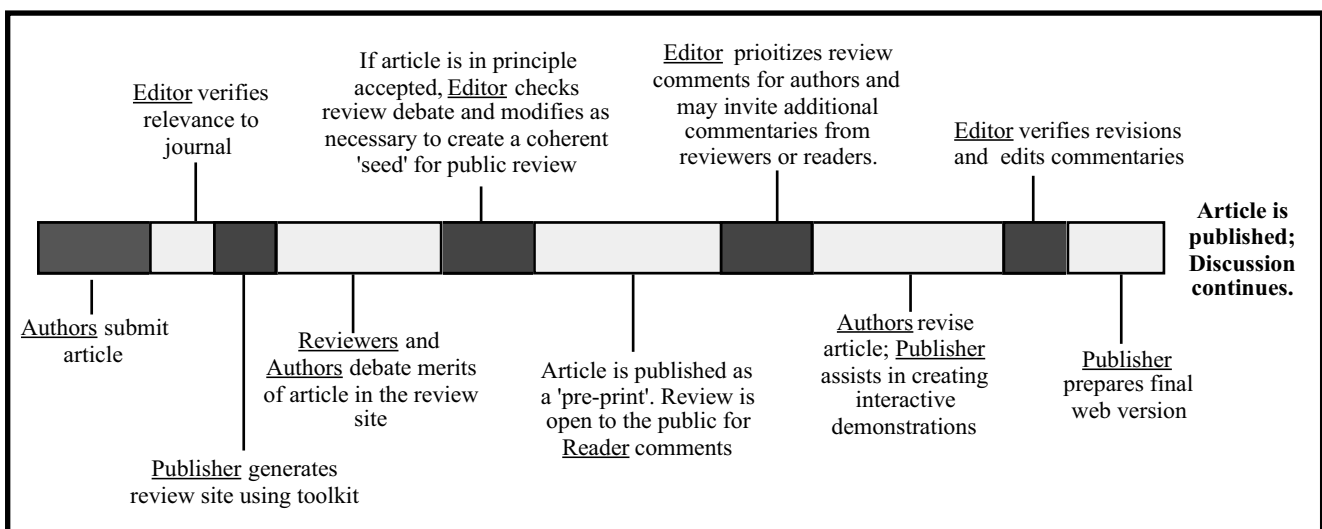 Editor verifies
relevance to
journal
If article is in principle
accepted, Editor checks
review debate and modifies as
necessary to create a coherent
'seed' for public review
Editor prioitizes review
comments for authors and
may invite additional
commentaries from
reviewers or readers.
Editor verifies revisions
and edits commentaries
Article is
published;
Discussion
continues.
Authors submit
article
Publisher generates
review site using toolkit
Reviewers and
Authors debate merits
of article in the review
site
Article is published as
a 'pre-print'. Review is
open to the public for
Reader comments
Authors revise
article; Publisher
assists in creating
interactive
demonstrations
Publisher
prepares final
web version